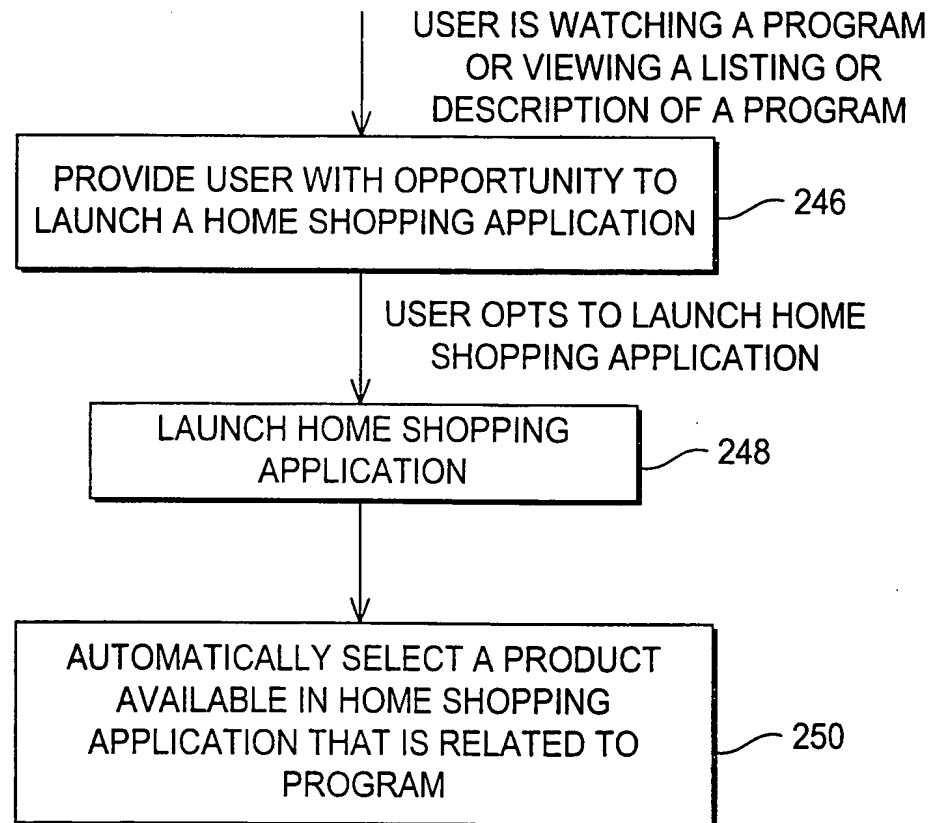 USER IS WATCHING A PROGRAM
OR VIEWING A LISTING OR
DESCRIPTION OF A PROGRAM
PROVIDE USER WITH OPPORTUNITY TO
LAUNCH A HOME SHOPPING APPLICATION
246
USER OPTS TO LAUNCH HOME
SHOPPING APPLICATION
LAUNCH HOME SHOPPING
APPLICATION
248
AUTOMATICALLY SELECT A PRODUCT
AVAILABLE IN HOME SHOPPING
APPLICATION THAT IS RELATED TO
PROGRAM
250